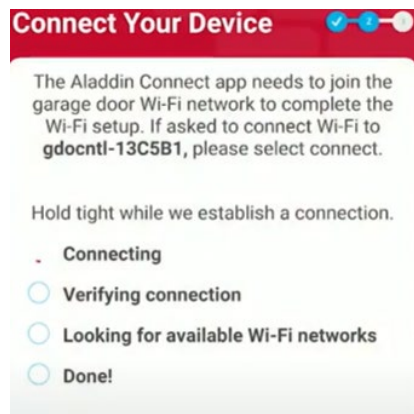 Connect Your Device
2
The Aladdin Connect app needs to join the
garage door Wi-Fi network to complete the
Wi-Fi setup. If asked to connect Wi-Fi to
gdocntl-13C5B1, please select connect.
Hold tight while we establish a connection.
Connecting
Verifying connection
Looking for available Wi-Fi networks
Done!